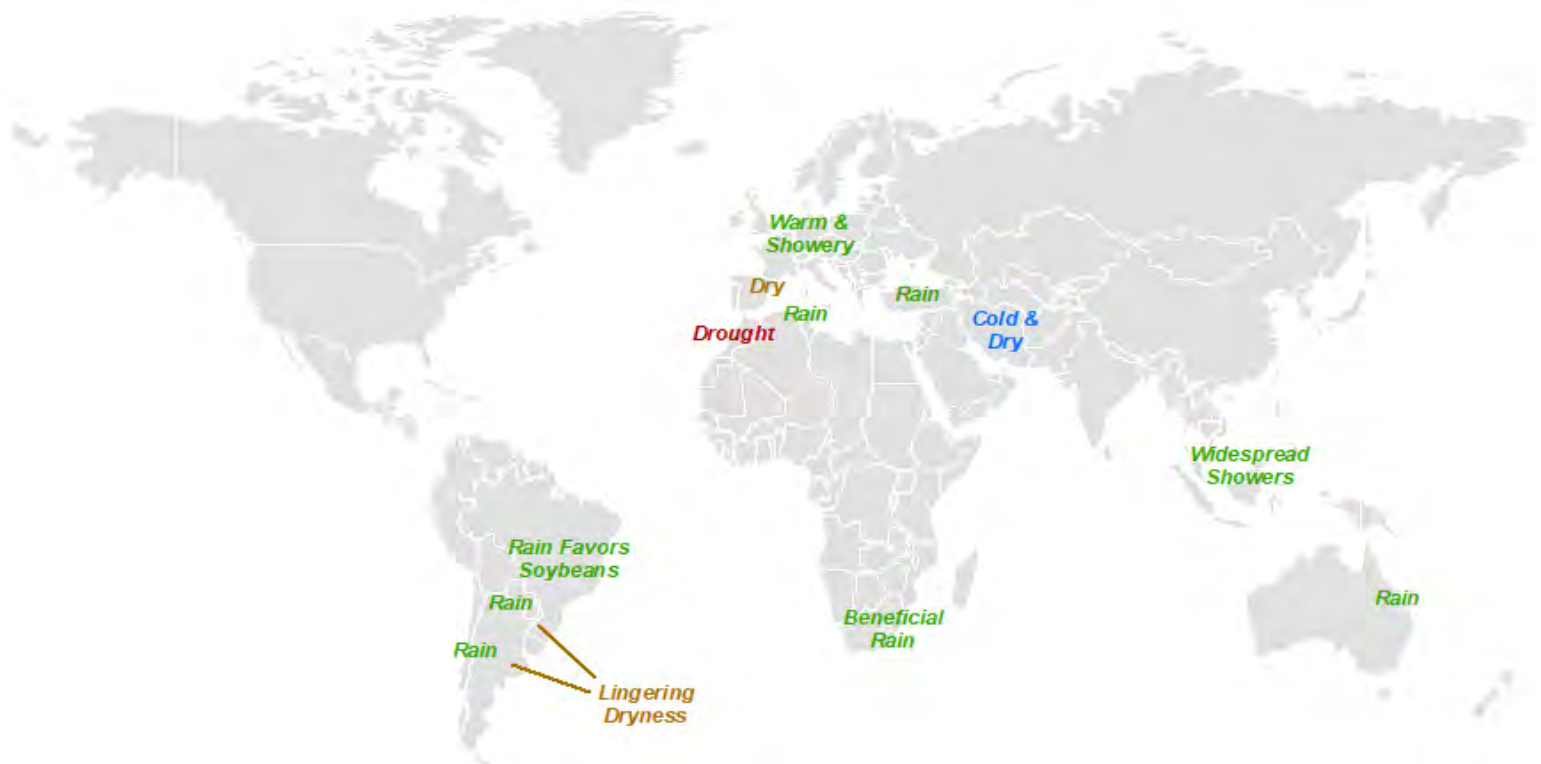 Warm &
Showery
Dry
Rain
Rain
Drought
Cold &
Dry
Widespread
Showers
Rain Favors
Soybeans
Rain
Rain
Beneficial
Rain
Rain
Lingering
Dryness